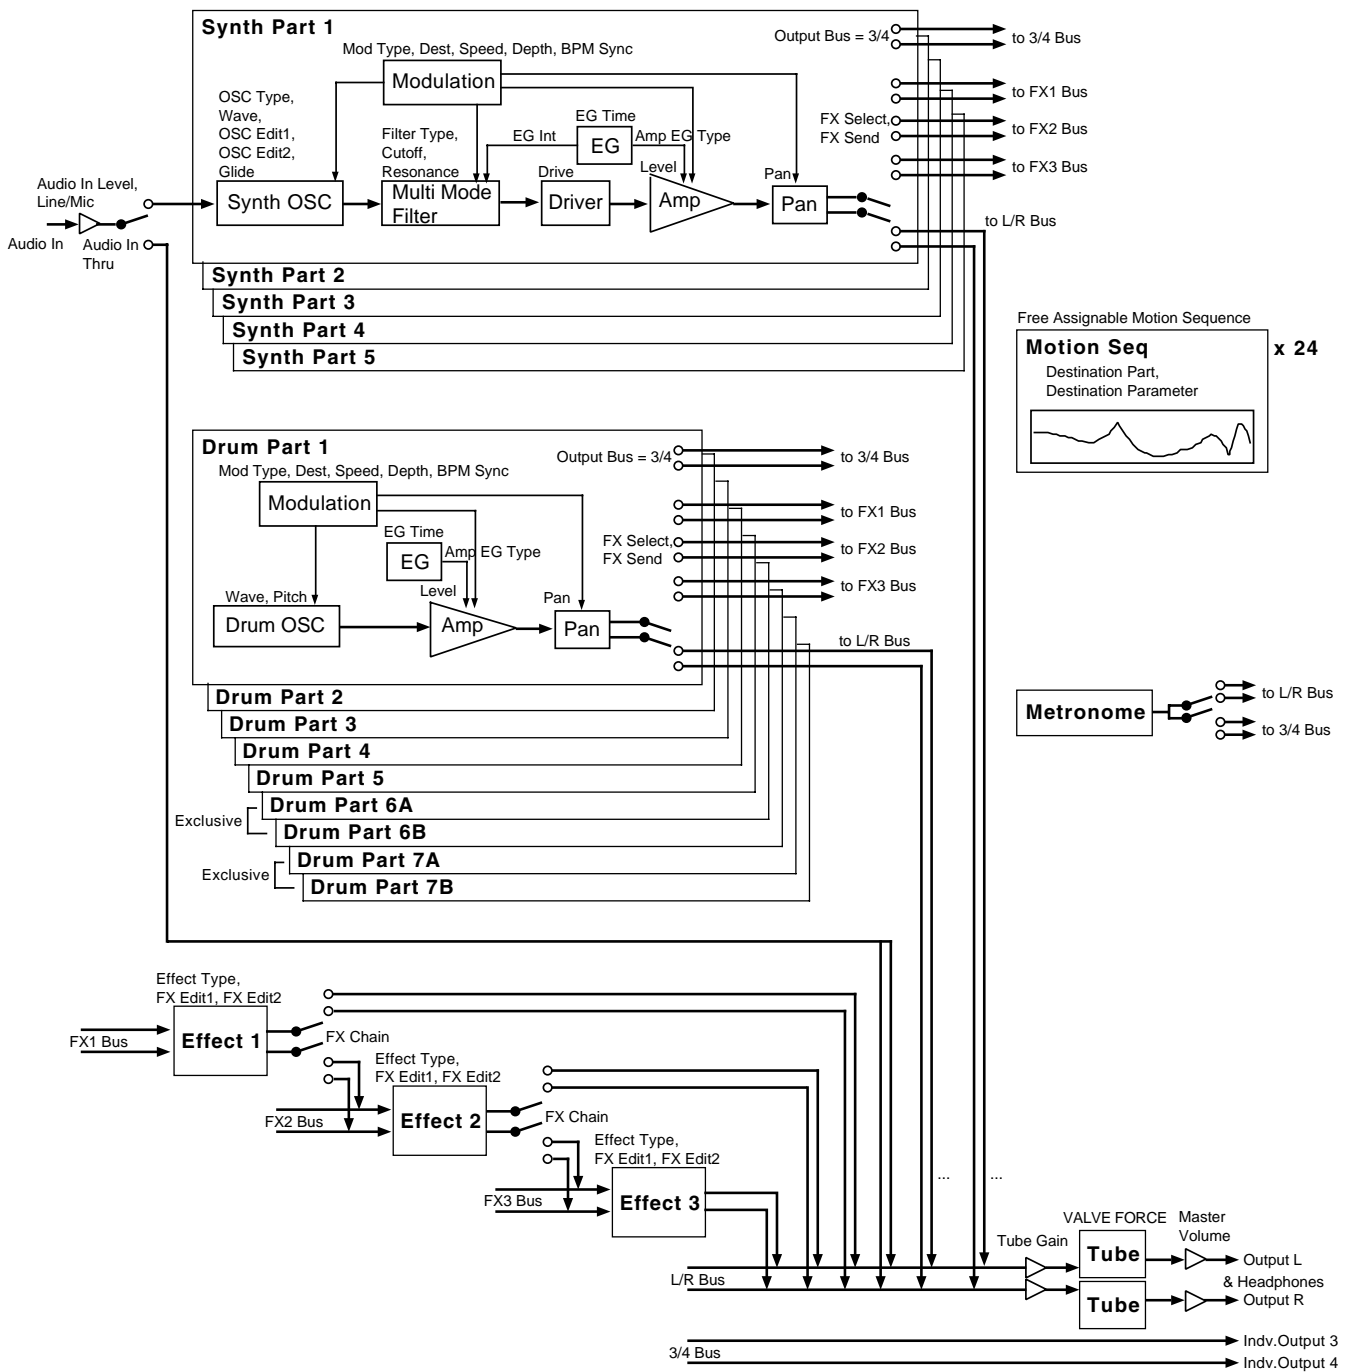 Synth Part 1
Output Bus = 3/4
to 3/4 Bus
Mod Type, Dest, Speed, Depth, BPM Sync
Modulation
OSC Type,
Wave,
OSC Edit1,
OSC Edit2,
Glide
Filter Type,
Cutoff,
Resonance
EG Int
EG Time
EG
Amp EG Type
to FX1 Bus
FX Select,
FX Send
to FX2 Bus
to FX3 Bus
Audio In Level,
Line/Mic
Audio In
Audio In
Thru
Synth OSC
Multi Mode
Filter
Drive
Driver
Level
Amp
Pan
Pan
to L/R Bus
Synth Part 2
Synth Part 3
Synth Part 4
Synth Part 5
Free Assignable Motion Sequence
Motion Seq
x 24
Destination Part,
Destination Parameter
Drum Part 1
Output Bus = 3/4
to 3/4 Bus
Mod Type, Dest, Speed, Depth, BPM Sync
Modulation
EG Time
EG
Amp EG Type
to FX1 Bus
FX Select,
FX Send
to FX2 Bus
to FX3 Bus
Wave, Pitch
Drum OSC
Level
Amp
Pan
Pan
to L/R Bus
Drum Part 2
Drum Part 3
Drum Part 4
Drum Part 5
Drum Part 6A
Exclusive
Drum Part 6B
Drum Part 7A
Exclusive
Drum Part 7B
Metronome
to L/R Bus
to 3/4 Bus
Effect Type,
FX Edit1, FX Edit2
Effect 1
FX1 Bus
FX Chain
Effect Type,
FX Edit1, FX Edit2
Effect 2
FX2 Bus
FX Chain
Effect Type,
FX Edit1, FX Edit2
Effect 3
FX3 Bus
...
...
VALVE FORCE
Master
Volume
Tube Gain
Tube
Output L
L/R Bus
& Headphones
Tube
Output R
3/4 Bus
Indv.Output 3
Indv.Output 4